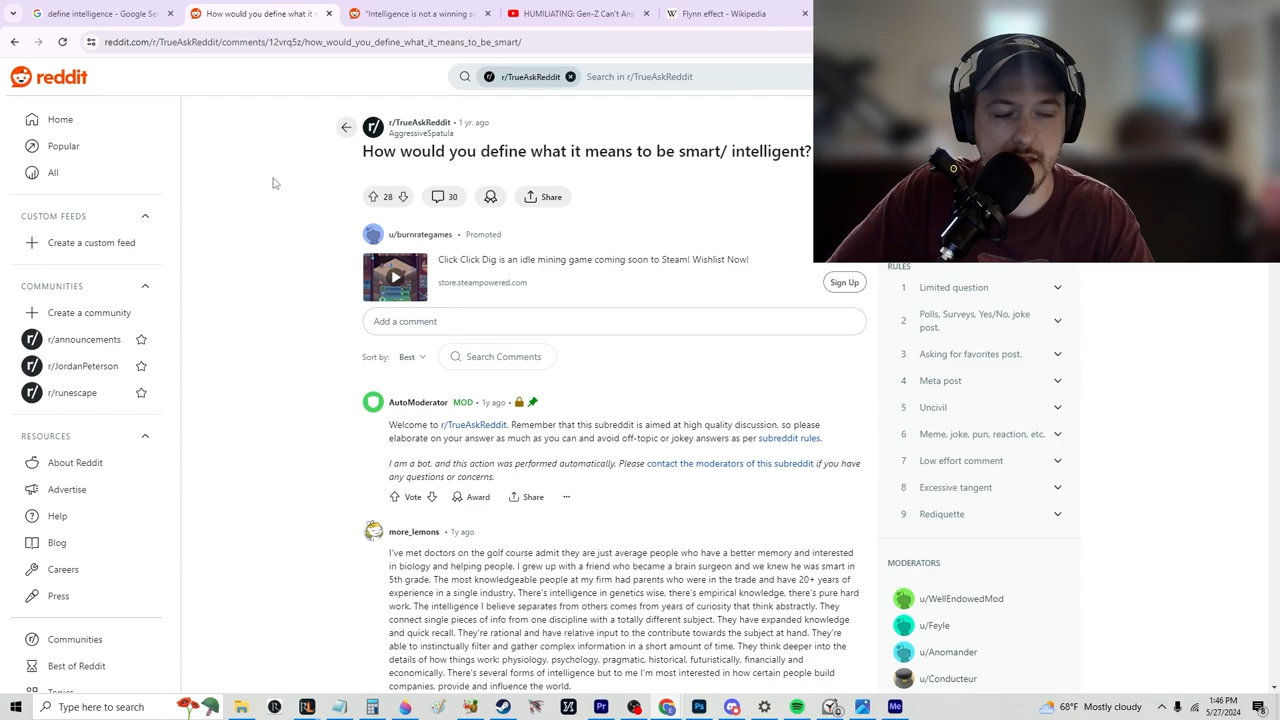 define intelligence - Google Se
How would you define what it m
"Intelligence is not a winning s
HUMILIATING: Gen-Z Can't An
Flynn effect - Wikipedia
reddit.com/r/TrueAskReddit/comments/12vrq5z/how_would_you_define_what_it_means_to_be_smart/
reddit
r/TrueAskReddit
Search in r/TrueAskReddit
Home
Popular
All
CUSTOM FEEDS
Create a custom feed
COMMUNITIES
Create a community
r/announcements
r/JordanPeterson
r/runescape
RESOURCES
About Reddit
Advertise
Help
Blog
Careers
Press
Communities
Best of Reddit
Topics
r/TrueAskReddit • 1 yr. ago
AggressiveSpatula
How would you define what it means to be smart/ intelligent?
28
30
Share
u/burnrategames • Promoted
Click Click Dig is an idle mining game coming soon to Steam! Wishlist Now!
store.steampowered.com
Sign Up
Add a comment
Sort by: Best
Search Comments
AutoModerator MOD • 1y ago •
Welcome to r/TrueAskReddit. Remember that this subreddit is aimed at high quality discussion, so please
elaborate on your answer as much as you can and avoid off-topic or jokey answers as per subreddit rules.
I am a bot, and this action was performed automatically. Please contact the moderators of this subreddit if you have
any questions or concerns.
Vote
Award
Share
more_lemons • 1y ago
I've met doctors on the golf course admit they are just average people who have a better memory and interested
in biology and helping people. I grew up with a friend who became a brain surgeon and we knew he was smart in
5th grade. The most knowledgeable people at my firm had parents who were in the trade and have 20+ years of
experience in a single industry. There's intelligence in genetics wise, there's empirical knowledge, there's pure hard
work. The intelligence I believe separates from others comes from years of curiosity that think abstractly. They
connect single pieces of info from one discipline with a totally different subject. They have expanded knowledge
and quick recall. They're rational and have relative input to the contribute towards the subject at hand. They're
able to instinctually filter and gather complex information in a short amount of time. They think deeper into the
details of how things work: physiology, psychology, pragmatic, historical, futuristically. financially and
economically. There's several forms of intelligence but to me I'm most interested in how certain people build
companies, provide and influence the world.
RULES
1 Limited question
2 Polls, Surveys, Yes/No, joke
post.
3 Asking for favorites post.
4 Meta post
5 Uncivil
6 Meme, joke, pun, reaction, etc.
7 Low effort comment
8 Excessive tangent
9 Rediquette
MODERATORS
u/WellEndowedMod
u/Feyle
u/Anomander
u/Conducteur
Type here to search
68°F Mostly cloudy
1:46 PM
5/27/2024